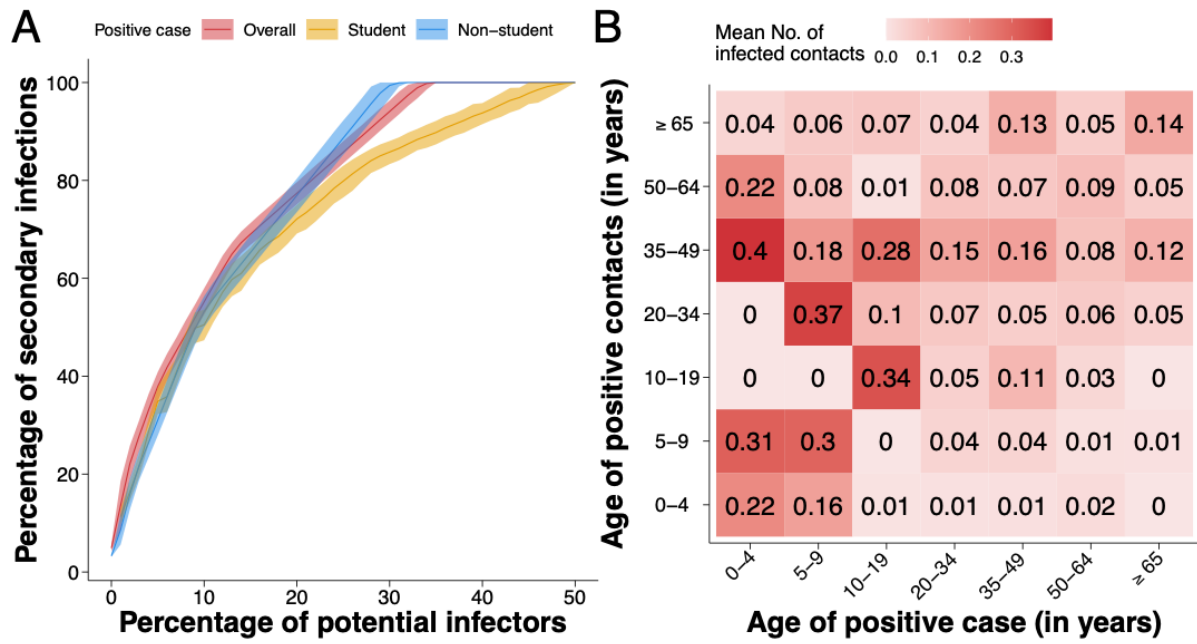 A
Positive case Overall Student Non-student
Percentage of secondary infections
100
80
60
40
20
0
0 10 20 30 40 50
Percentage of potential infectors
B
Mean No. of
infected contacts 0.0 0.1 0.2 0.3
Age of positive contacts (in years)
≥ 65 0.04 0.06 0.07 0.04 0.13 0.05 0.14
50–64 0.22 0.08 0.01 0.08 0.07 0.09 0.05
35–49 0.4 0.18 0.28 0.15 0.16 0.08 0.12
20–34 0 0.37 0.1 0.07 0.05 0.06 0.05
10–19 0 0 0.34 0.05 0.11 0.03 0
5–9 0.31 0.3 0 0.04 0.04 0.01 0.01
0–4 0.22 0.16 0.01 0.01 0.01 0.02 0
0–4 5–9 10–19 20–34 35–49 50–64 ≥ 65
Age of positive case (in years)